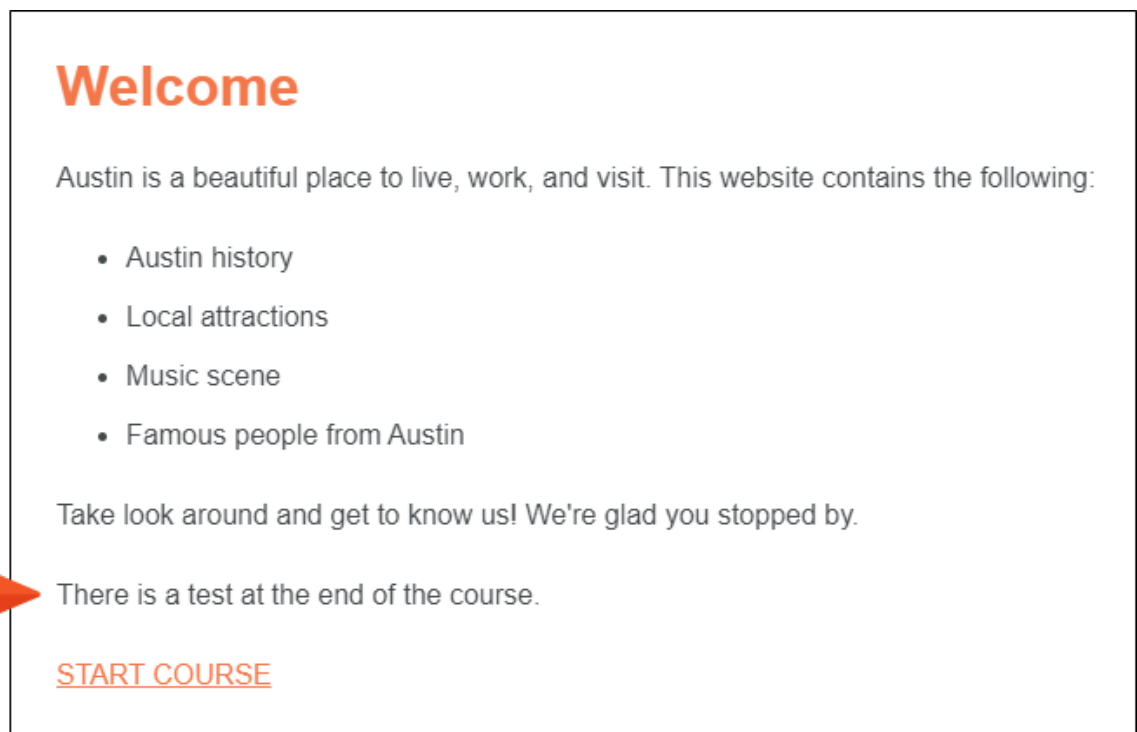 Welcome
Austin is a beautiful place to live, work, and visit. This website contains the following:
• Austin history
• Local attractions
• Music scene
• Famous people from Austin
Take look around and get to know us! We're glad you stopped by.
There is a test at the end of the course.
START COURSE